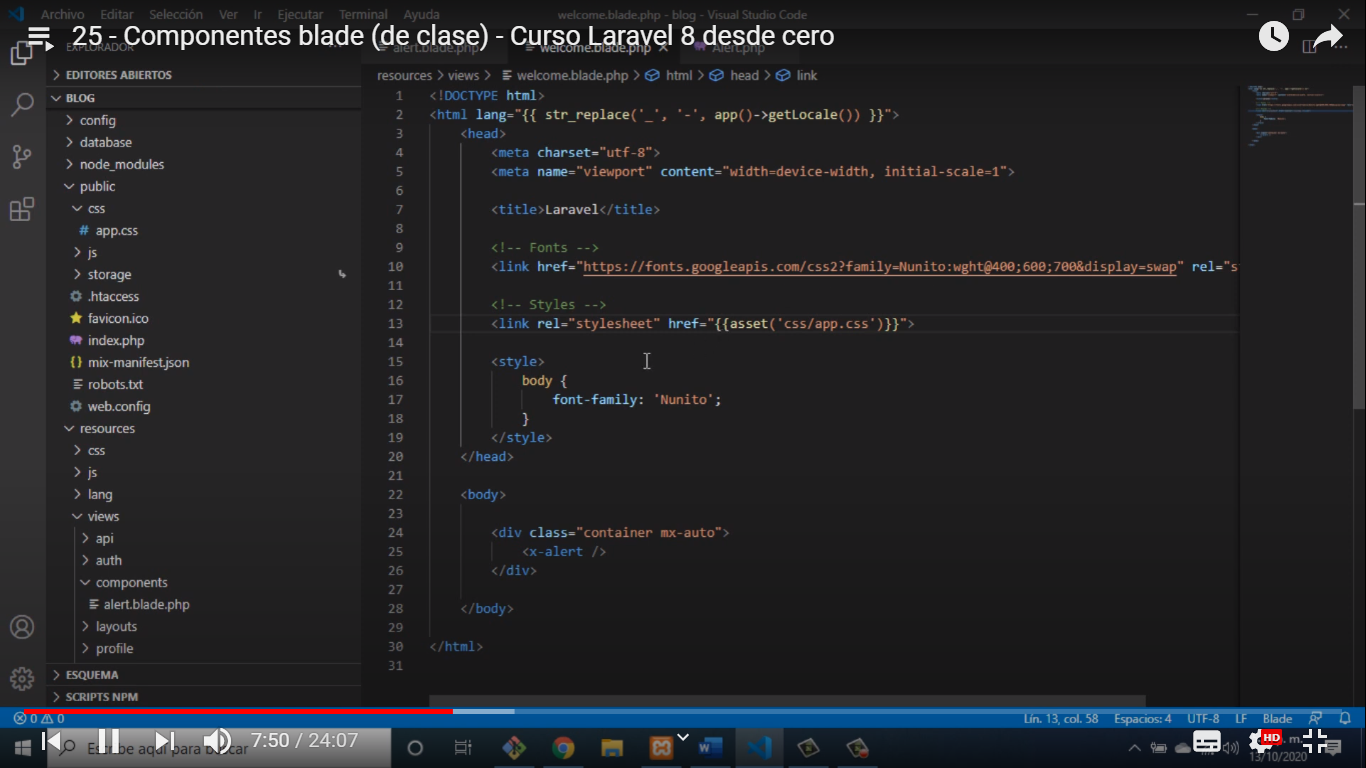 Archivo Editar Selección Ver Ir Ejecutar Terminal Ayuda welcome.blade.php - blog - Visual Studio Code
25 - Componentes blade (de clase) - Curso Laravel 8 desde cero
EXPLORADOR
alert.blade.php welcome.blade.php Alert.php
EDITORES ABIERTOS
BLOG
config
database
node_modules
public
css
app.css
js
storage
.htaccess
favicon.ico
index.php
mix-manifest.json
robots.txt
web.config
resources
css
js
lang
views
api
auth
components
alert.blade.php
layouts
profile
ESQUEMA
SCRIPTS NPM
resources > views > welcome.blade.php > html > head > link
1 <!DOCTYPE html>
2 <html lang="{{ str_replace('_', '-', app()->getLocale()) }}">
3 <head>
4 <meta charset="utf-8">
5 <meta name="viewport" content="width=device-width, initial-scale=1">
6
7 <title>Laravel</title>
8
9 <!-- Fonts -->
10 <link href="https://fonts.googleapis.com/css2?family=Nunito:wght@400;600;700&display=swap" rel="s
11
12 <!-- Styles -->
13 <link rel="stylesheet" href="{{asset('css/app.css')}}">
14
15 <style>
16 body {
17 font-family: 'Nunito';
18 }
19 </style>
20 </head>
21
22 <body>
23
24 <div class="container mx-auto">
25 <x-alert />
26 </div>
27
28 </body>
29
30 </html>
31
0 0 Lín. 13, col. 58 Espacios: 4 UTF-8 LF Blade
Escribe aquí para buscar
7:50 / 24:07
HD
m.
13/10/2020